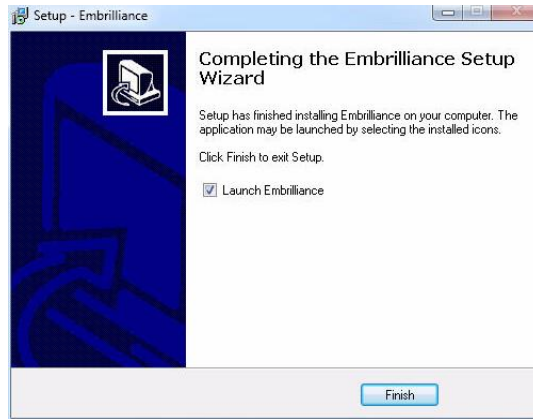 Setup - Embrilliance
Completing the Embrilliance Setup
Wizard
Setup has finished installing Embrilliance on your computer. The
application may be launched by selecting the installed icons.
Click Finish to exit Setup.
Launch Embrilliance
Finish